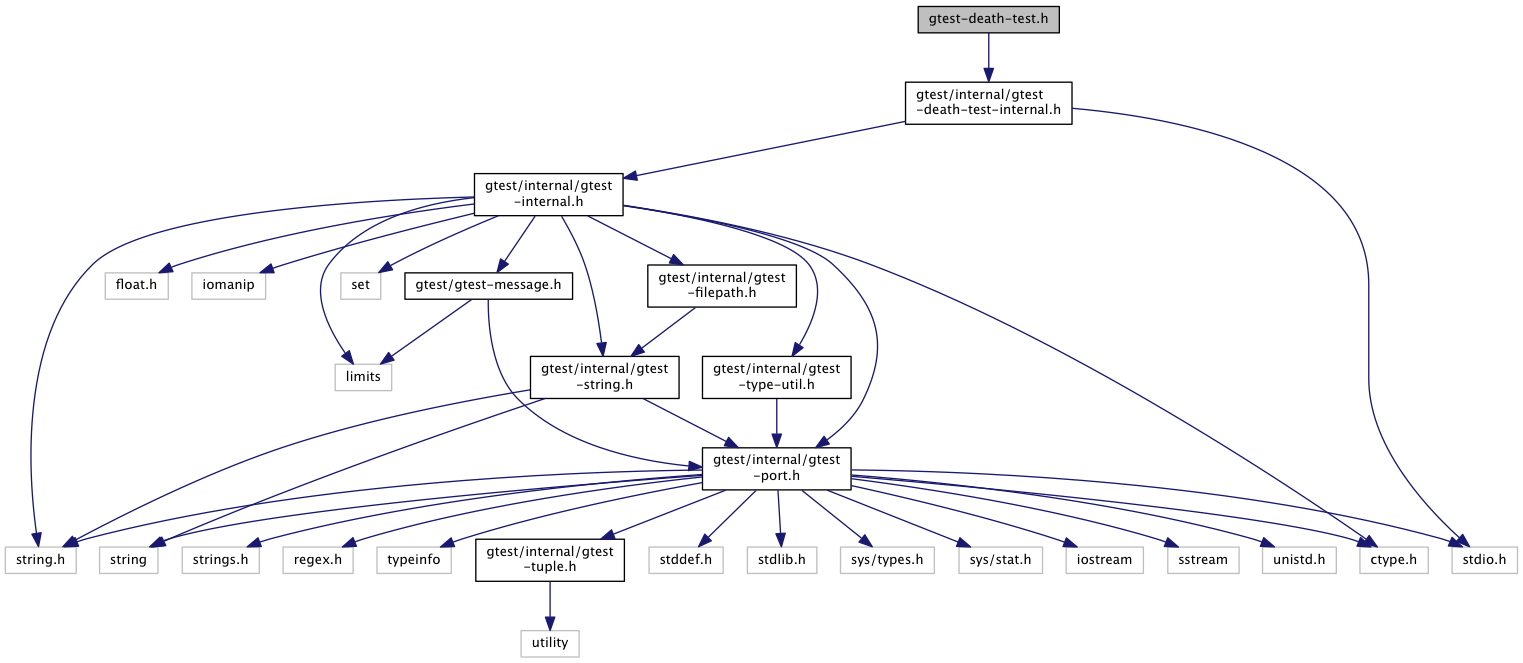 gtest-death-test.h
gtest/internal/gtest
-death-test-internal.h
gtest/internal/gtest
-internal.h
float.h
iomanip
set
gtest/gtest-message.h
gtest/internal/gtest
-filepath.h
limits
gtest/internal/gtest
-string.h
gtest/internal/gtest
-type-util.h
gtest/internal/gtest
-port.h
string.h
string
strings.h
regex.h
typeinfo
gtest/internal/gtest
-tuple.h
stddef.h
stdlib.h
sys/types.h
sys/stat.h
iostream
sstream
unistd.h
ctype.h
stdio.h
utility